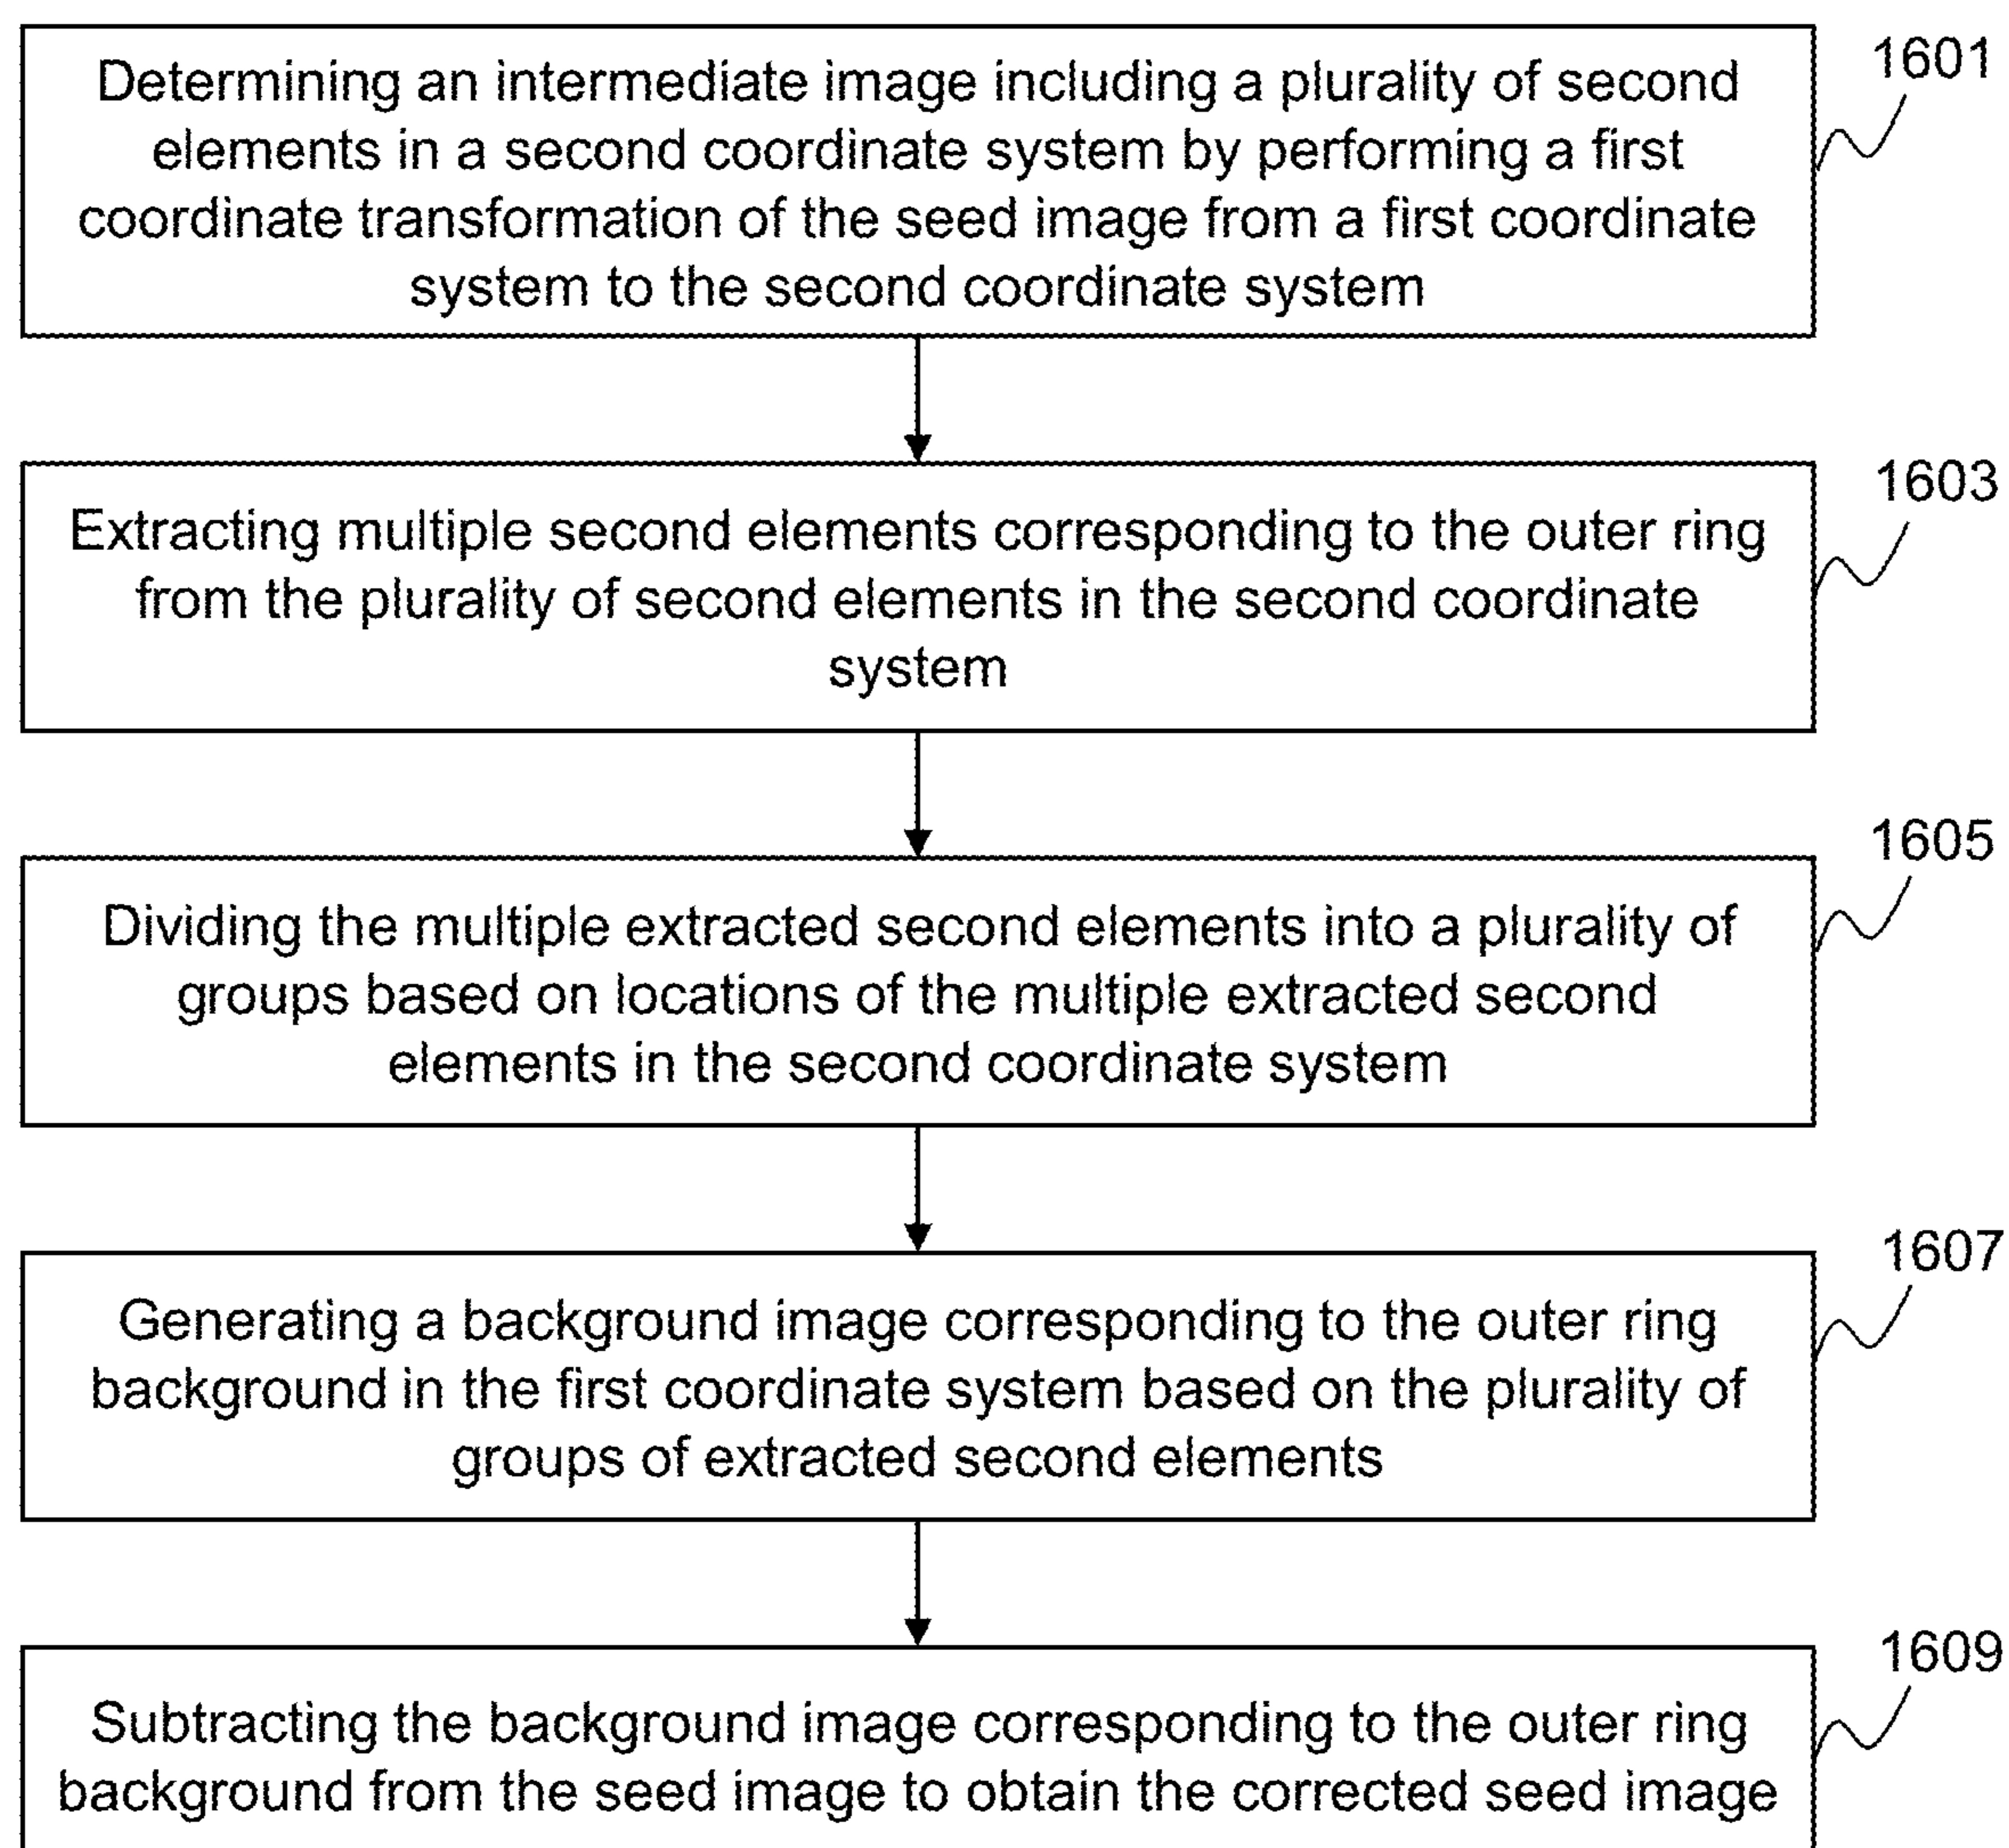 Determining an intermediate image including a plurality of second
elements in a second coordinate system by performing a first
coordinate transformation of the seed image from a first coordinate
system to the second coordinate system
1601
Extracting multiple second elements corresponding to the outer ring
from the plurality of second elements in the second coordinate
system
1603
Dividing the multiple extracted second elements into a plurality of
groups based on locations of the multiple extracted second
elements in the second coordinate system
1605
Generating a background image corresponding to the outer ring
background in the first coordinate system based on the plurality of
groups of extracted second elements
1607
Subtracting the background image corresponding to the outer ring
background from the seed image to obtain the corrected seed image
1609